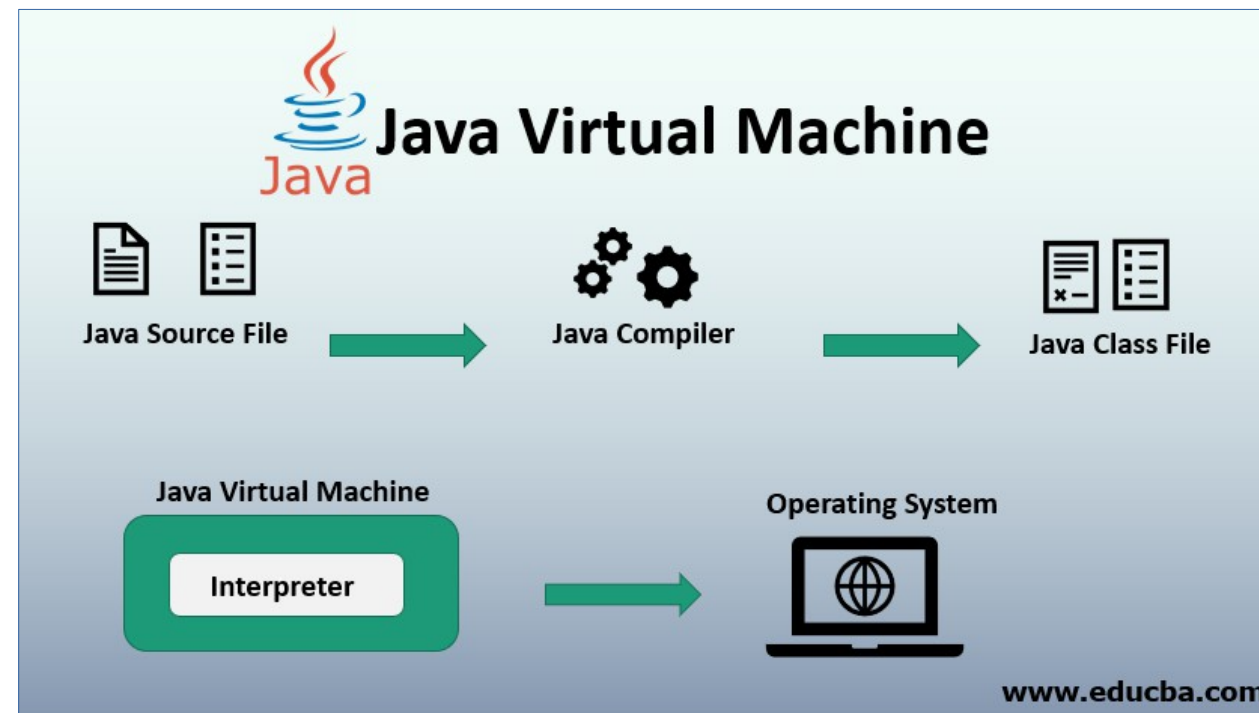 Java
Java Virtual Machine
Java Source File
Java Compiler
Java Class File
Java Virtual Machine
Interpreter
Operating System
www.educba.com